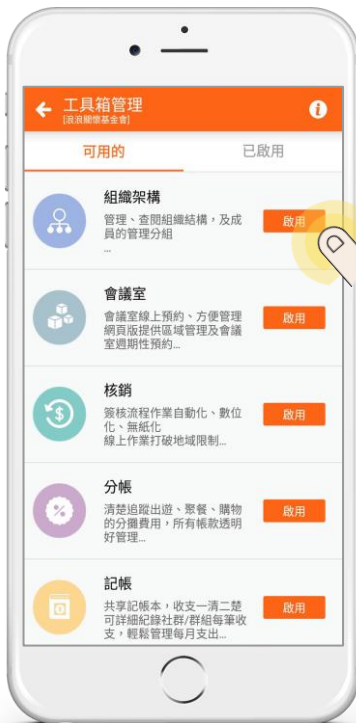 工具箱管理
[浪浪關懷基金會]
可用的
已啟用
組織架構
管理、查閱組織結構，及成
員的管理分組
...
啟用
會議室
會議室線上預約、方便管理
網頁版提供區域管理及會議
室週期性預約...
啟用
核銷
簽核流程作業自動化、數位
化、無紙化
線上作業打破地域限制...
啟用
分帳
清楚追蹤出遊、聚餐、購物
的分攤費用，所有帳款透明
好管理...
啟用
記帳
共享記帳本，收支一清二楚
可詳細紀錄社群/群組每筆收
支，輕鬆管理每月支出...
啟用